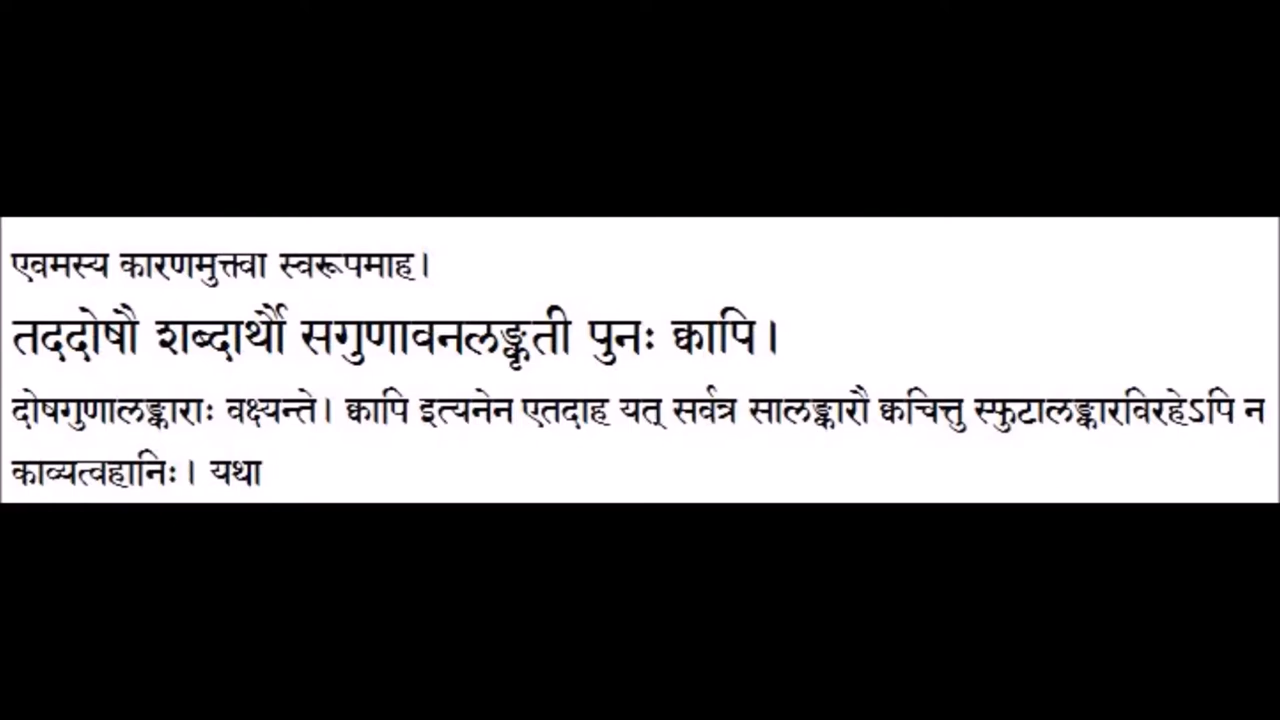 एवमस्य कारणमुक्त्वा स्वरूपमाह।
तददोषौ शब्दार्थौ सगुणावनलङ्कृती पुनः क्वापि।
दोषगुणालङ्काराः वक्ष्यन्ते। क्वापि इत्यनेन एतदाह यत् सर्वत्र सालङ्कारौ क्वचित्तु स्फुटालङ्कारविरहेऽपि न
काव्यत्वहानिः। यथा